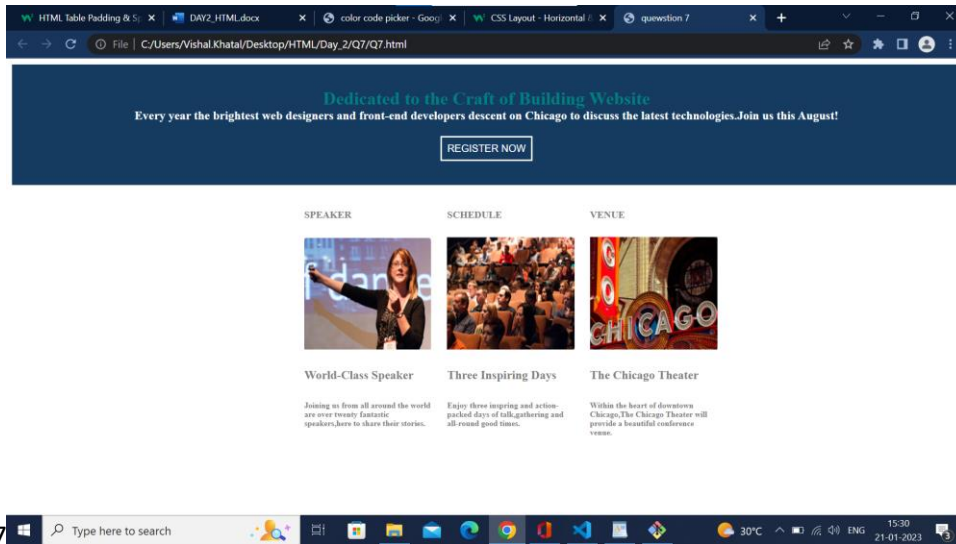 HTML Table Padding & Sp
DAY2_HTML.docx
color code picker - Googl
CSS Layout - Horizontal &
quewstion 7
File | C:/Users/Vishal.Khatal/Desktop/HTML/Day_2/Q7/Q7.html
Dedicated to the Craft of Building Website
Every year the brightest web designers and front-end developers descent on Chicago to discuss the latest technologies.Join us this August!
REGISTER NOW
SPEAKER
SCHEDULE
VENUE
f dan
CHICAGO
World-Class Speaker
Three Inspiring Days
The Chicago Theater
Joining us from all around the world
are over twenty fantastic
speakers,here to share their stories.
Enjoy three inspring and action-
packed days of talk,gathering and
all-round good times.
Within the heart of downtown
Chicago,The Chicago Theater will
provide a beautiful conference
venue.
7
Type here to search
30°C
ENG
15:30
21-01-2023
3